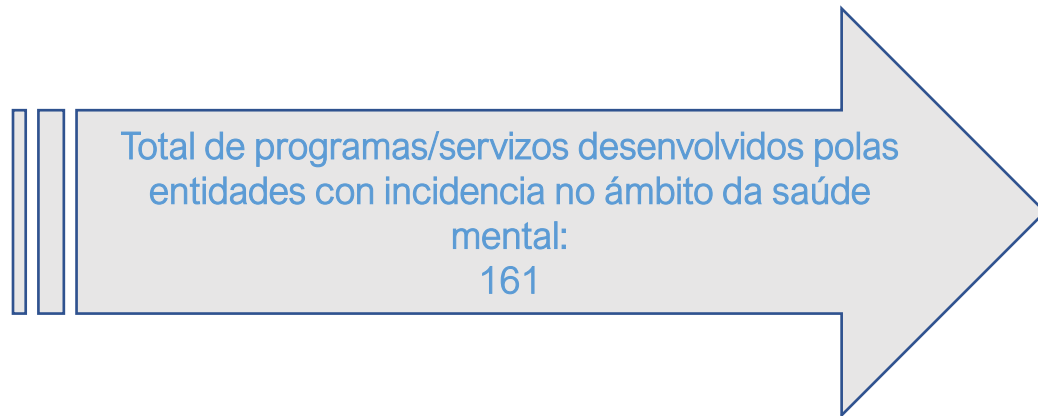 Total de programas/servizos desenvolvidos polas
entidades con incidencia no ámbito da saúde
mental:
161